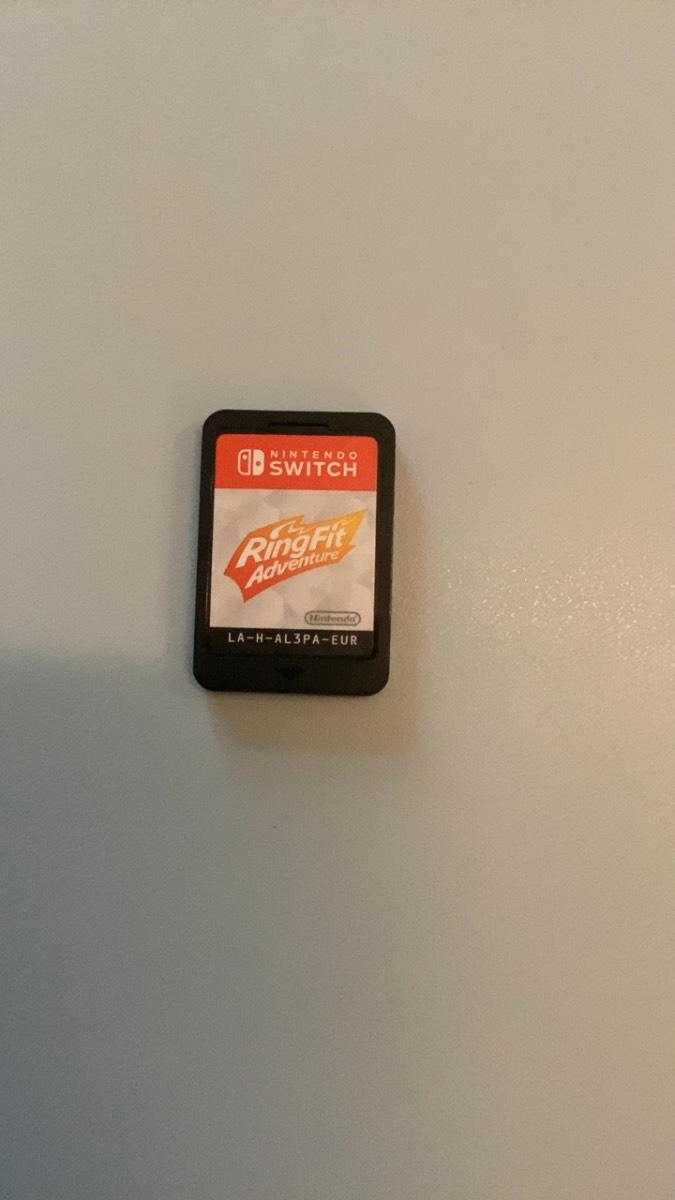 NINTENDO
SWITCH
RingFit
Adventure
Nintendo
LA-H-AL3PA-EUR